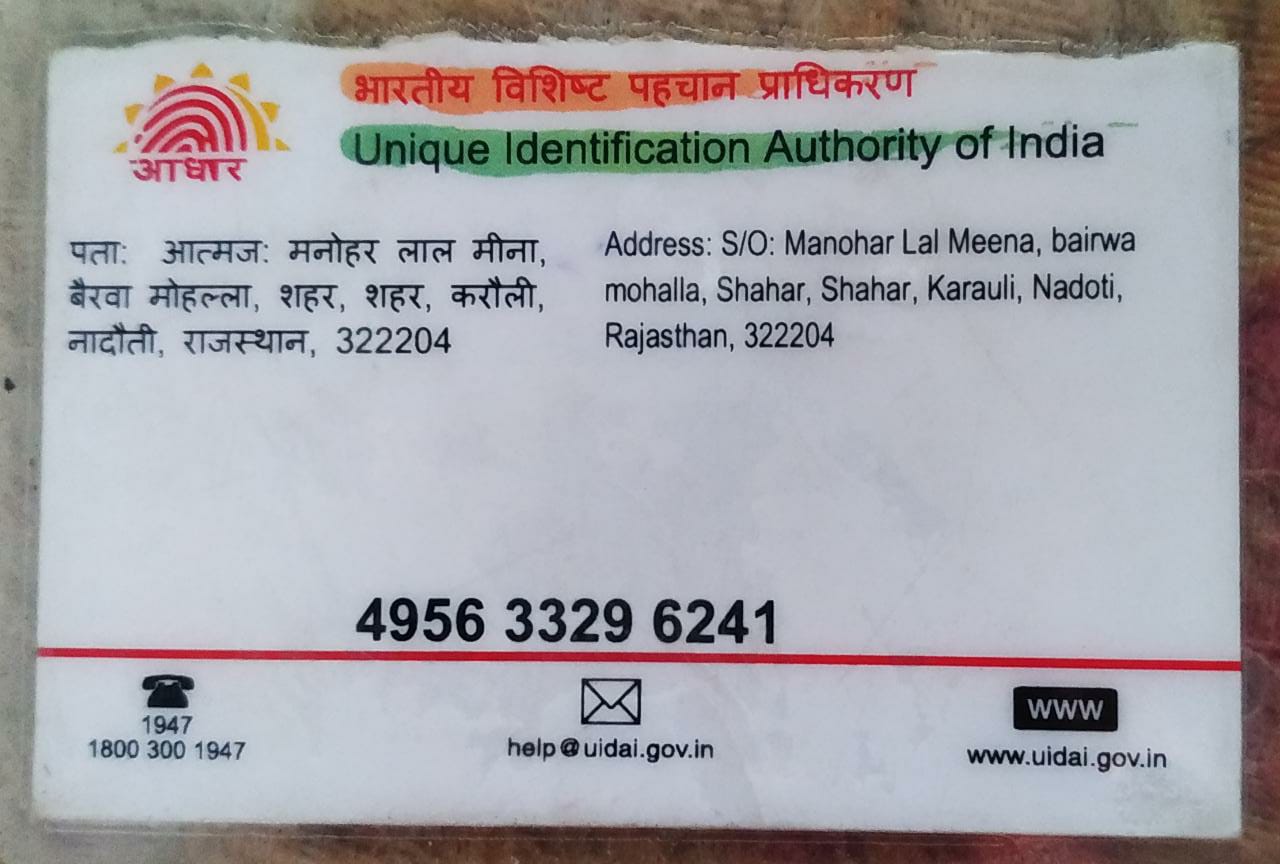 आधार
भारतीय विशिष्ट पहचान प्राधिकरण
Unique Identification Authority of India
पता: आत्मज: मनोहर लाल मीना,
बैरवा मोहल्ला, शहर, शहर, करौली,
नादौती, राजस्थान, 322204
Address: S/O: Manohar Lal Meena, bairwa
mohalla, Shahar, Shahar, Karauli, Nadoti,
Rajasthan, 322204
4956 3329 6241
1947
1800 300 1947
help@uidai.gov.in
www
www.uidai.gov.in